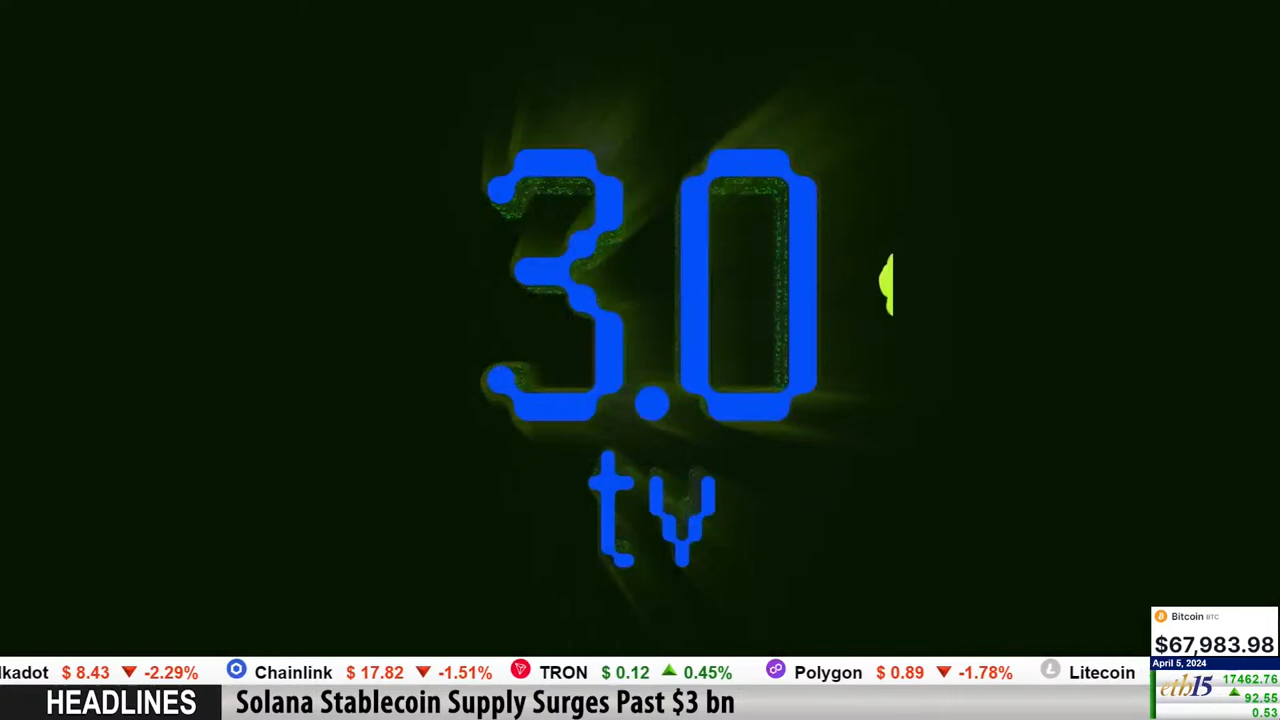 3.0
tv
Bitcoin BTC
$67,983.98
April 5, 2024
eth15 17462.76
92.55
0.53
lkadot $ 8.43 -2.29% Chainlink $ 17.82 -1.51% TRON $ 0.12 0.45% Polygon $ 0.89 -1.78% Litecoin
HEADLINES Solana Stablecoin Supply Surges Past $3 bn